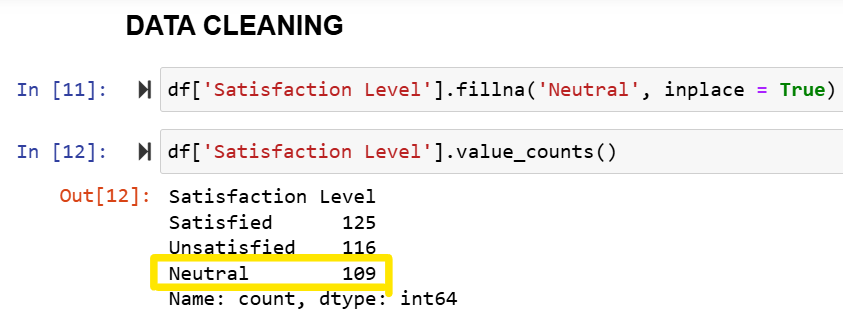 DATA CLEANING
In [11]: df['Satisfaction Level'].fillna('Neutral', inplace = True)
In [12]: df['Satisfaction Level'].value_counts()
Out[12]: Satisfaction Level
Satisfied 125
Unsatisfied 116
Neutral 109
Name: count, dtype: int64